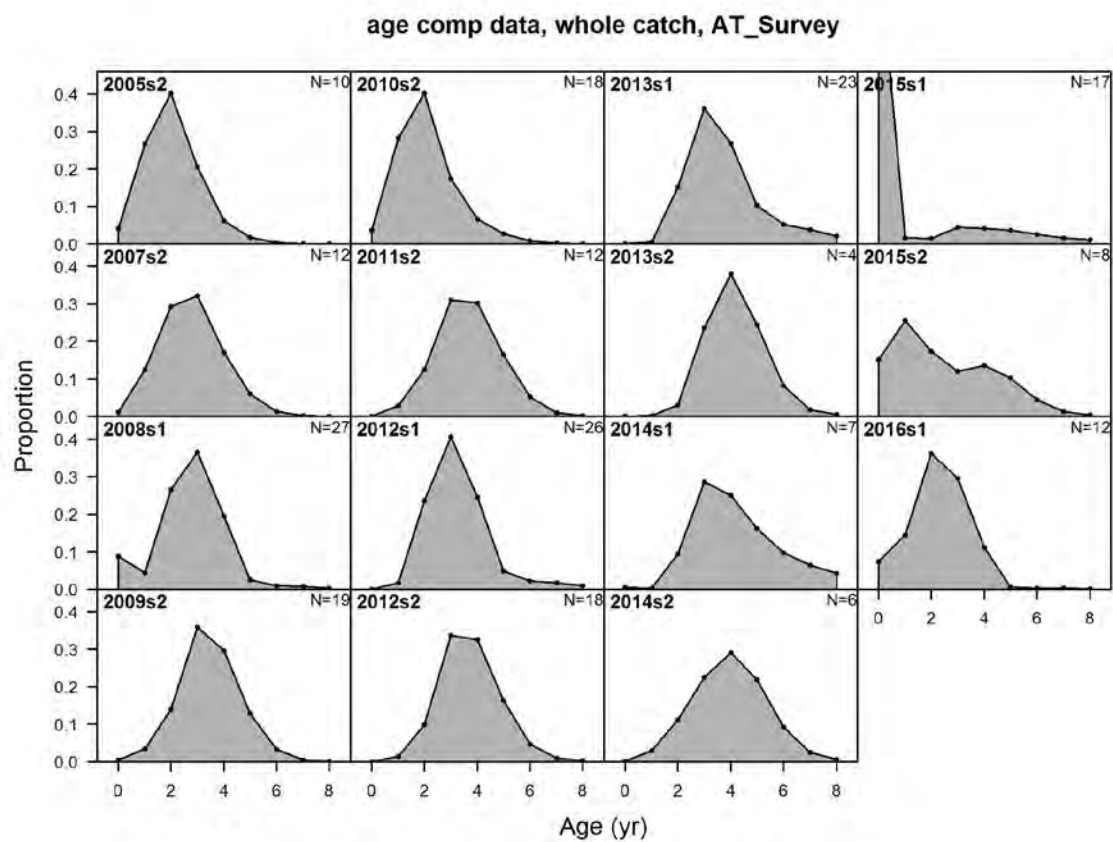 age comp data, whole catch, AT_Survey
2005s2 N=10 2010s2 N=18 2013s1 N=23 2015s1 N=17
0.4
0.3
0.2
0.1
0.0
2007s2 N=12 2011s2 N=12 2013s2 N=4 2015s2 N=8
0.4
0.3
0.2
0.1
0.0
2008s1 N=27 2012s1 N=26 2014s1 N=7 2016s1 N=12
0.4
0.3
0.2
0.1
0.0
0 2 4 6 8
2009s2 N=19 2012s2 N=18 2014s2 N=6
0.4
0.3
0.2
0.1
0.0
0 2 4 6 8 0 2 4 6 8 0 2 4 6 8
Proportion
Age (yr)